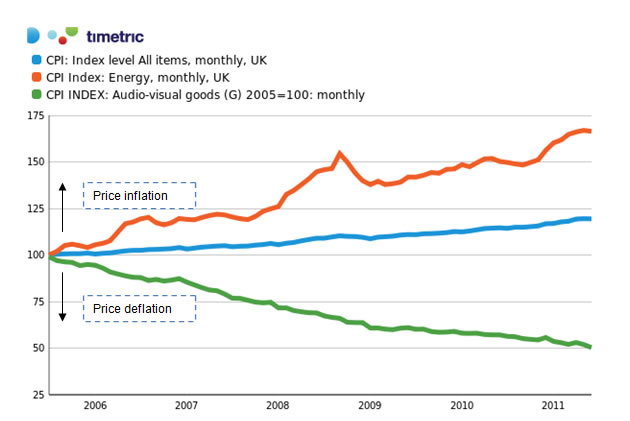 timetric
CPI: Index level All items, monthly, UK
CPI Index: Energy, monthly, UK
CPI INDEX: Audio-visual goods (G) 2005=100: monthly
175
150
Price inflation
125
100
75
Price deflation
50
25
2006 2007 2008 2009 2010 2011